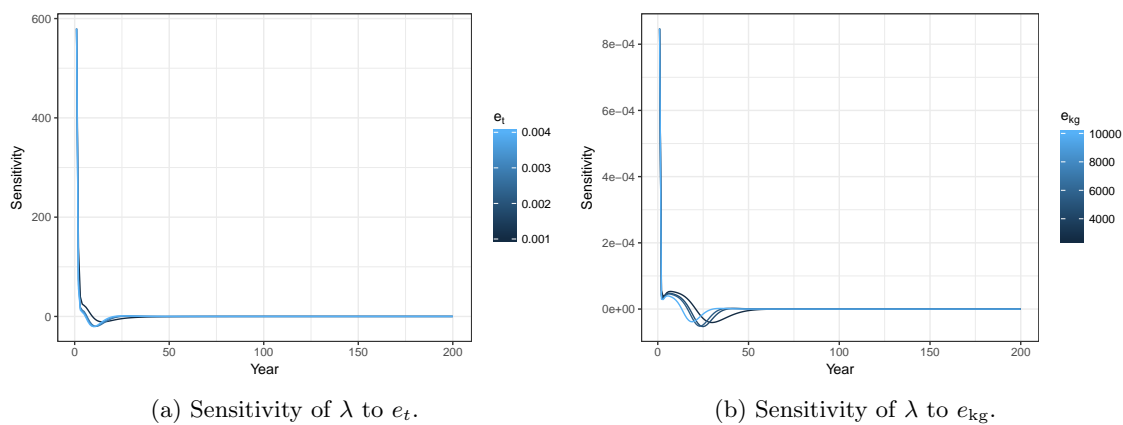 600
400
200
0
Sensitivity
0 50 100 150 200
Year
e_t
0.004
0.003
0.002
0.001
(a) Sensitivity of λ to e_t.
8e−04
6e−04
4e−04
2e−04
0e+00
Sensitivity
0 50 100 150 200
Year
e_kg
10000
8000
6000
4000
(b) Sensitivity of λ to e_kg.